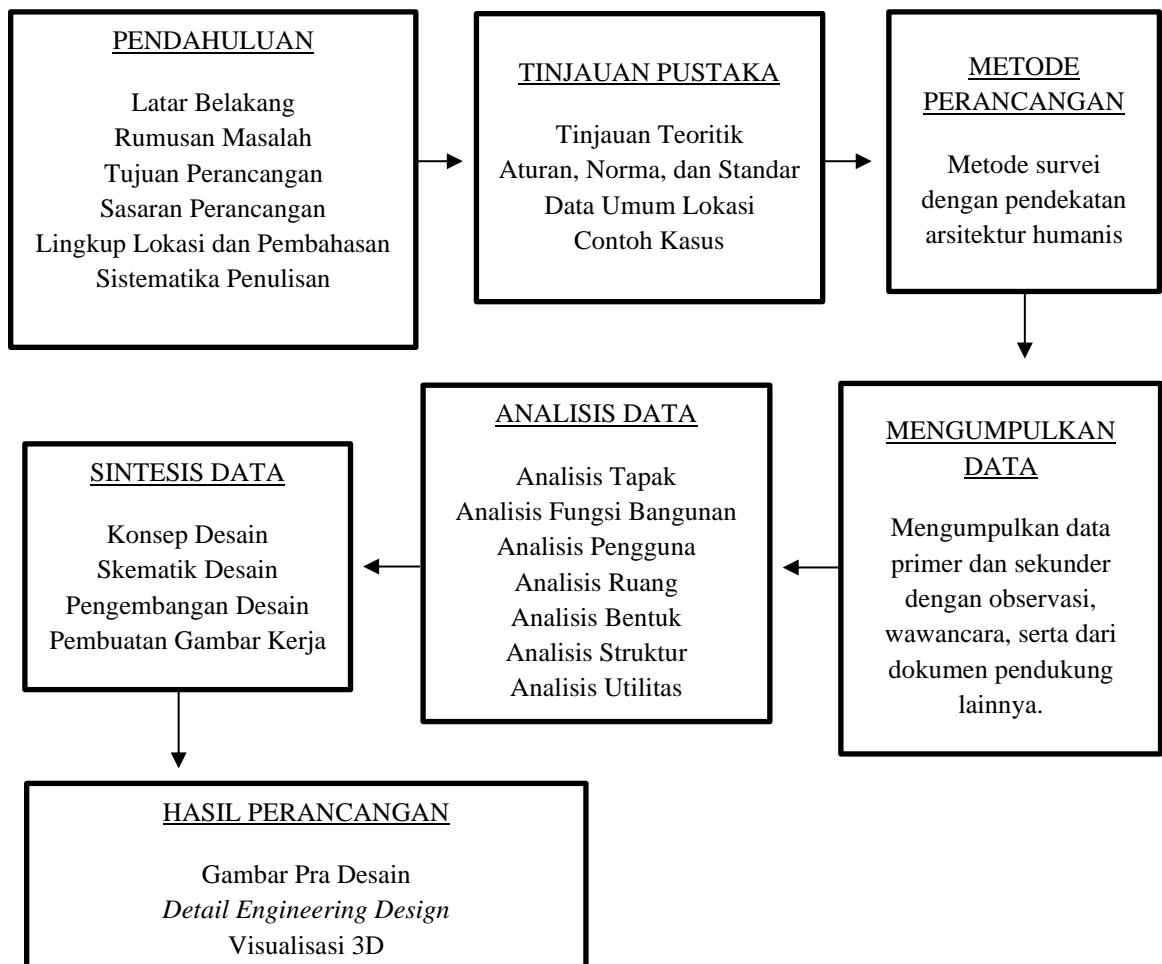 PENDAHULUAN
Latar Belakang
Rumusan Masalah
Tujuan Perancangan
Sasaran Perancangan
Lingkup Lokasi dan Pembahasan
Sistematika Penulisan
TINJAUAN PUSTAKA
Tinjauan Teoritik
Aturan, Norma, dan Standar
Data Umum Lokasi
Contoh Kasus
METODE
PERANCANGAN
Metode survei
dengan pendekatan
arsitektur humanis
MENGUMPULKAN
DATA
Mengumpulkan data
primer dan sekunder
dengan observasi,
wawancara, serta dari
dokumen pendukung
lainnya.
ANALISIS DATA
Analisis Tapak
Analisis Fungsi Bangunan
Analisis Pengguna
Analisis Ruang
Analisis Bentuk
Analisis Struktur
Analisis Utilitas
SINTESIS DATA
Konsep Desain
Skematik Desain
Pengembangan Desain
Pembuatan Gambar Kerja
HASIL PERANCANGAN
Gambar Pra Desain
Detail Engineering Design
Visualisasi 3D